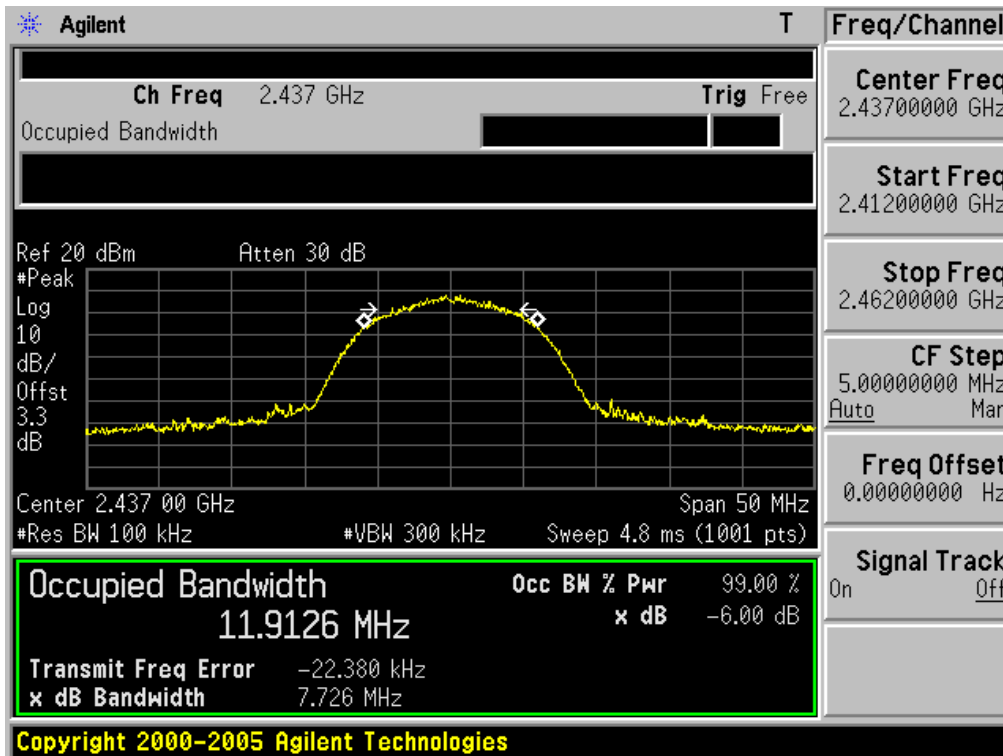 Agilent T
Freq/Channel
Ch Freq 2.437 GHz Trig Free
Occupied Bandwidth
Center Freq
2.43700000 GHz
Start Freq
2.41200000 GHz
Stop Freq
2.46200000 GHz
CF Step
5.00000000 MHz
Auto Man
Freq Offset
0.00000000 Hz
Signal Track
On Off
Ref 20 dBm Atten 30 dB
#Peak
Log
10
dB/
Offst
3.3
dB
Center 2.437 00 GHz Span 50 MHz
#Res BW 100 kHz #VBW 300 kHz Sweep 4.8 ms (1001 pts)
Occupied Bandwidth
11.9126 MHz
Occ BW % Pwr 99.00 %
x dB -6.00 dB
Transmit Freq Error -22.380 kHz
x dB Bandwidth 7.726 MHz
Copyright 2000-2005 Agilent Technologies